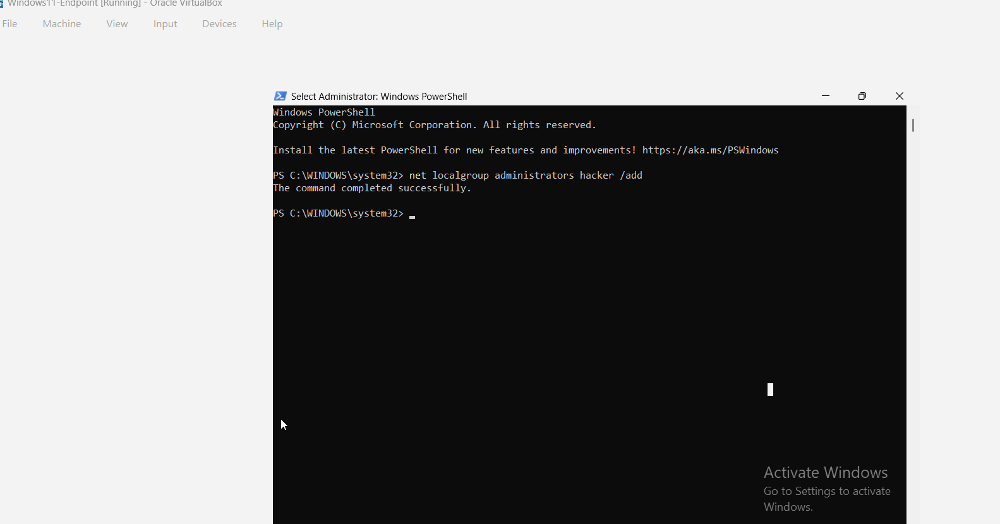 Windows11-Endpoint [Running] - Oracle VirtualBox
File Machine View Input Devices Help
Select Administrator: Windows PowerShell
Windows PowerShell
Copyright (C) Microsoft Corporation. All rights reserved.
Install the latest PowerShell for new features and improvements! https://aka.ms/PSWindows
PS C:\WINDOWS\system32> net localgroup administrators hacker /add
The command completed successfully.
PS C:\WINDOWS\system32>
Activate Windows
Go to Settings to activate
Windows.